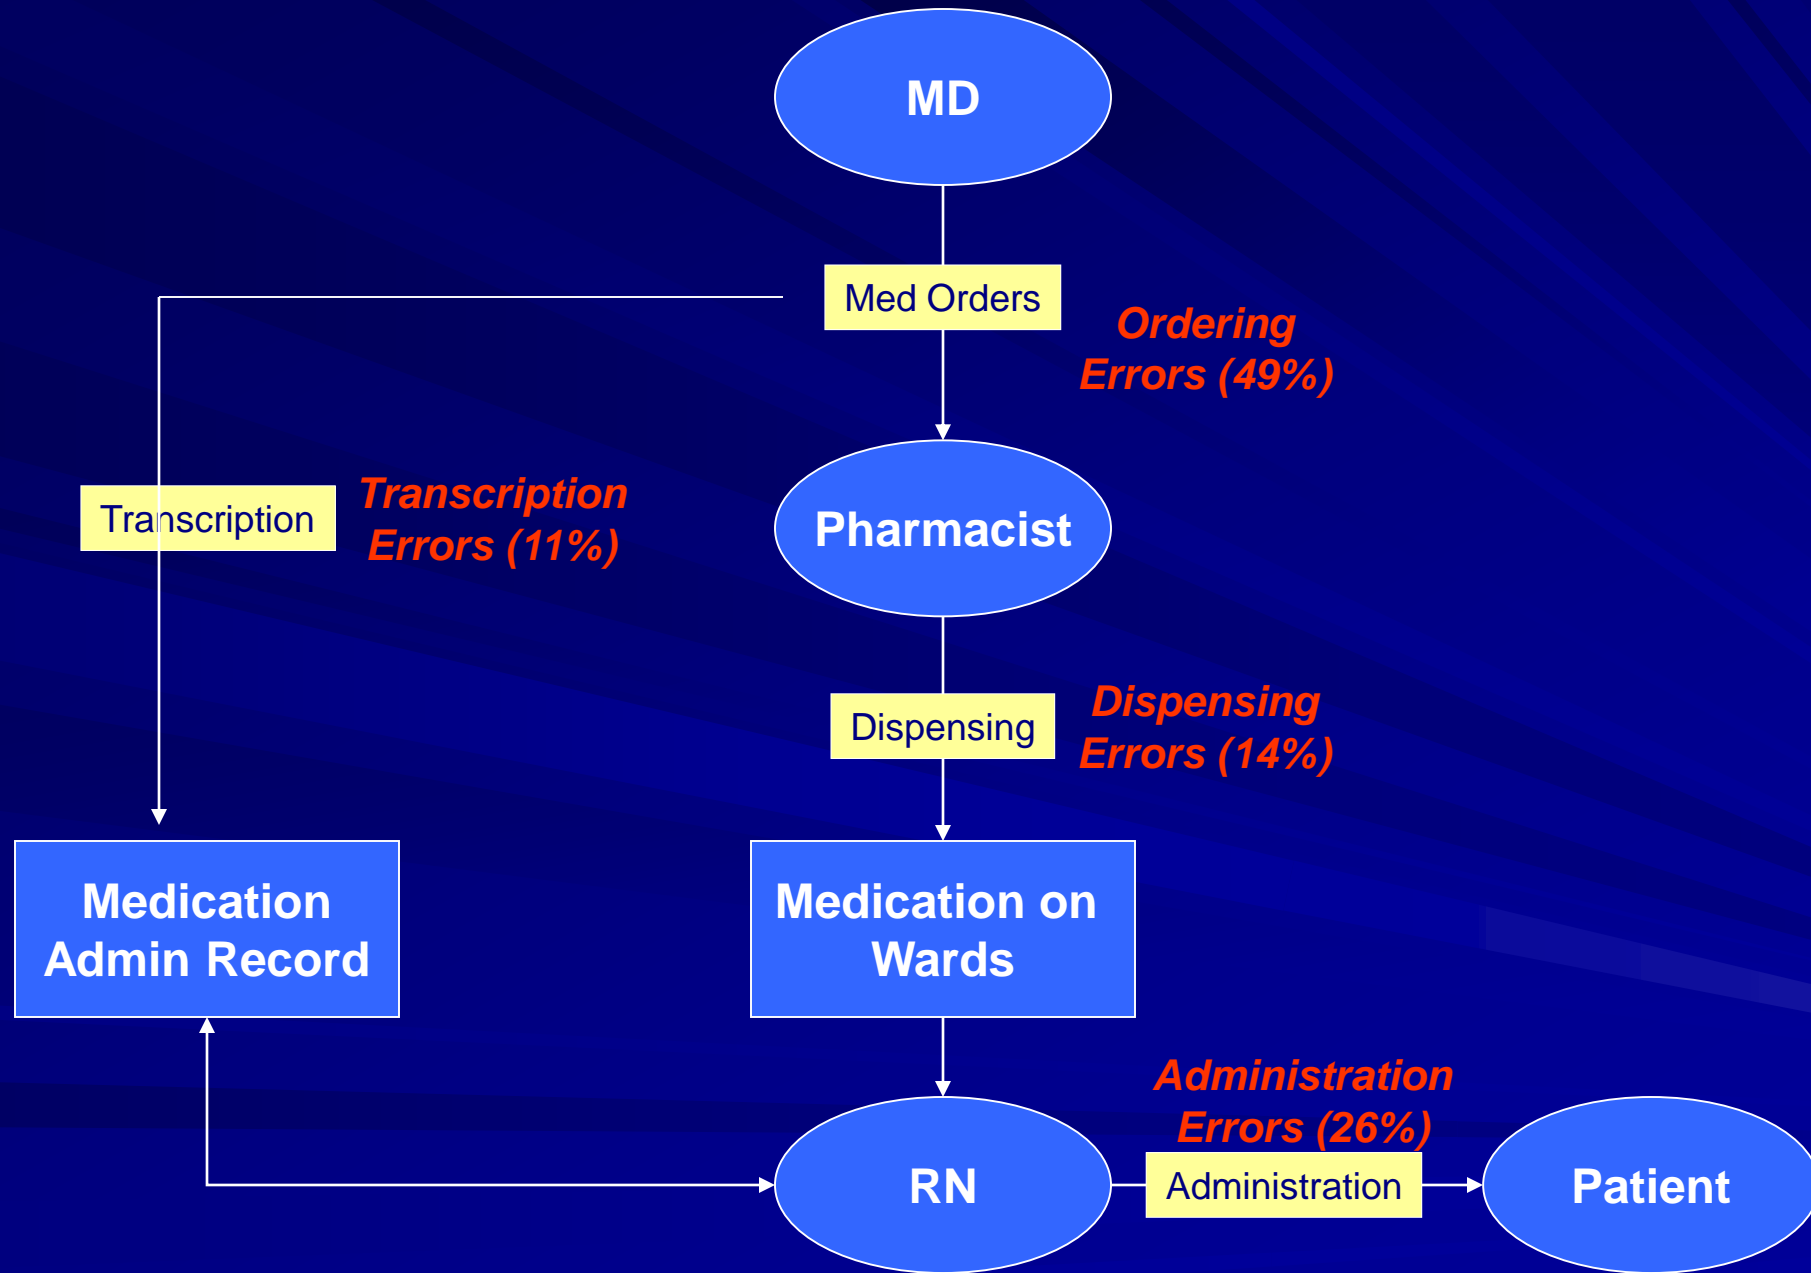 MD
Med Orders
Ordering
Errors (49%)
Transcription
Transcription
Errors (11%)
Pharmacist
Dispensing
Dispensing
Errors (14%)
Medication
Admin Record
Medication on
Wards
Administration
Errors (26%)
RN
Administration
Patient